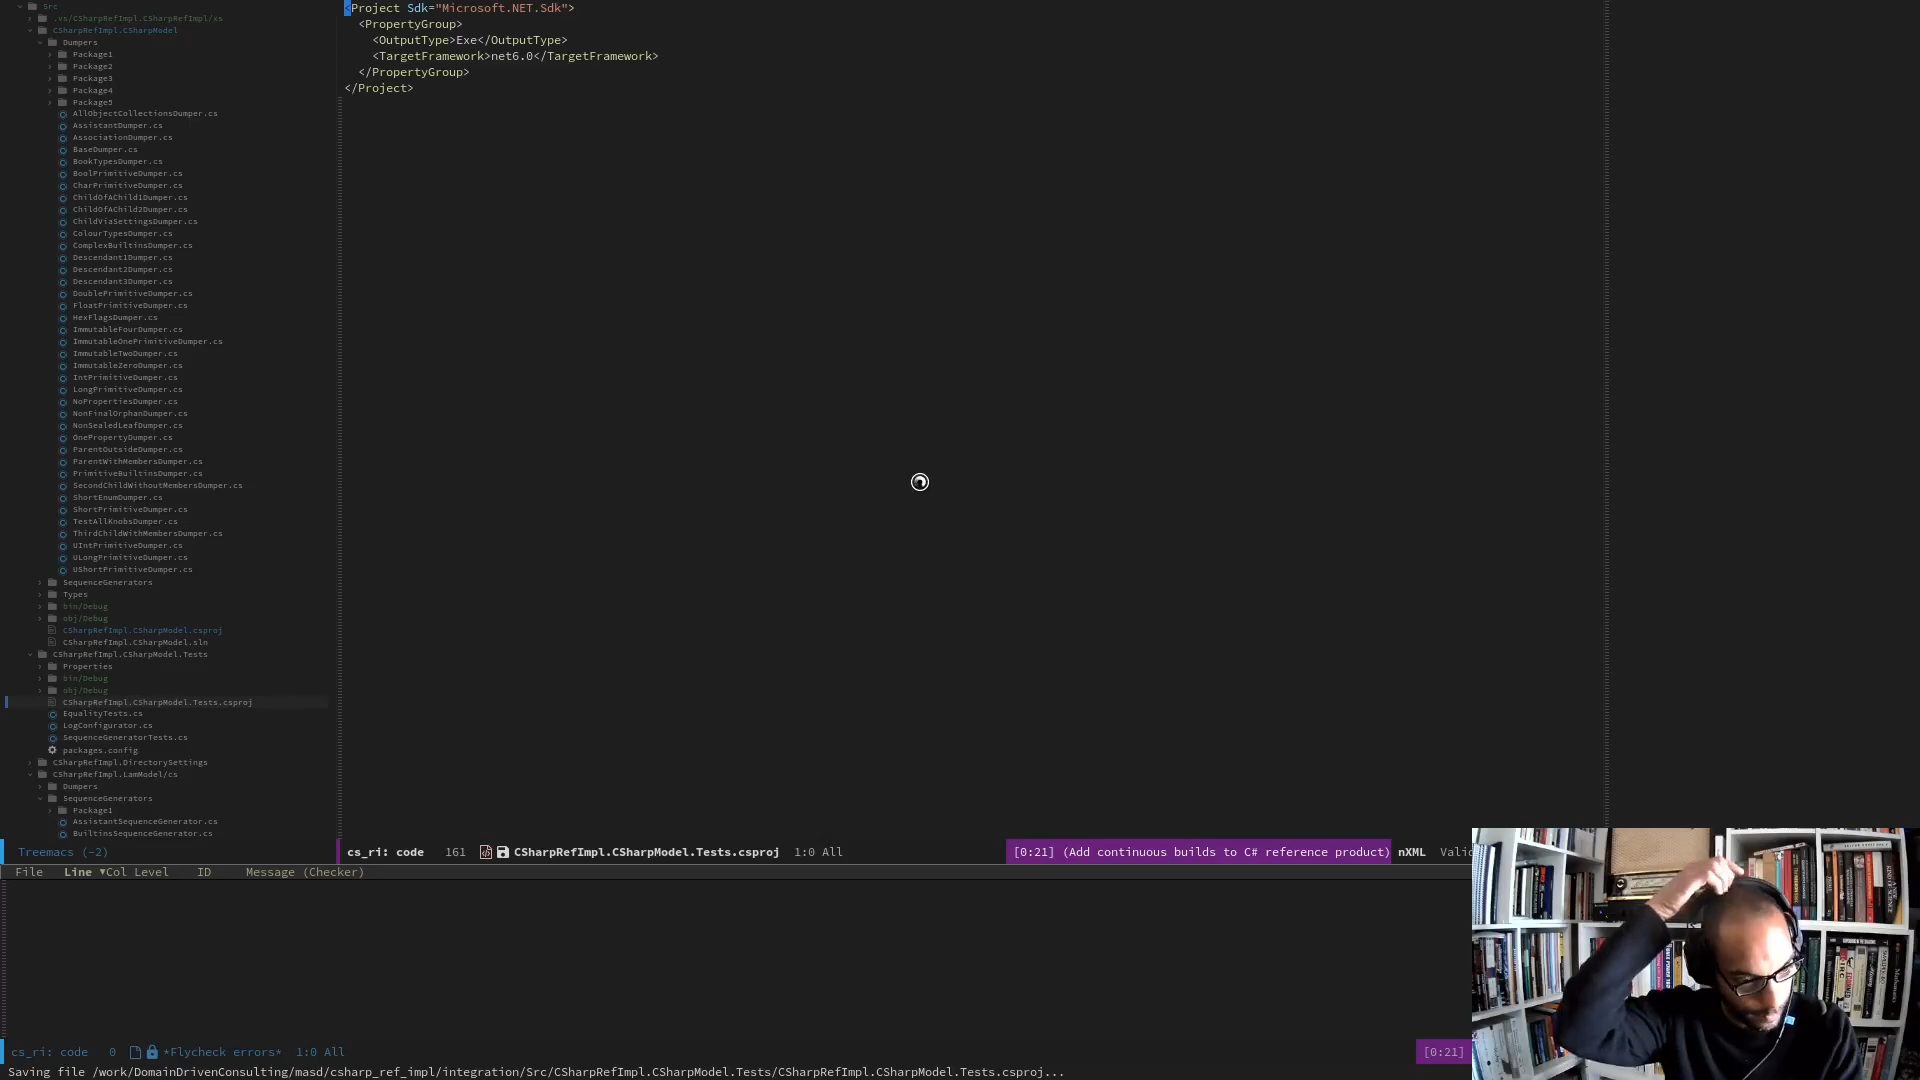 Src
.vs/CSharpRefImpl.CSharpRefImpl/xs
CSharpRefImpl.CSharpModel
Dumpers
Package1
Package2
Package3
Package4
Package5
AllObjectCollectionsDumper.cs
AssistantDumper.cs
AssociationDumper.cs
BaseDumper.cs
BookTypesDumper.cs
BoolPrimitiveDumper.cs
CharPrimitiveDumper.cs
ChildOfAChild1Dumper.cs
ChildOfAChild2Dumper.cs
ChildViaSettingsDumper.cs
ColourTypesDumper.cs
ComplexBuiltinsDumper.cs
Descendant1Dumper.cs
Descendant2Dumper.cs
Descendant3Dumper.cs
DoublePrimitiveDumper.cs
FloatPrimitiveDumper.cs
HexFlagsDumper.cs
ImmutableFourDumper.cs
ImmutableOnePrimitiveDumper.cs
ImmutableTwoDumper.cs
ImmutableZeroDumper.cs
IntPrimitiveDumper.cs
LongPrimitiveDumper.cs
NoPropertiesDumper.cs
NonFinalOrphanDumper.cs
NonSealedLeafDumper.cs
OnePropertyDumper.cs
ParentOutsideDumper.cs
ParentWithMembersDumper.cs
PrimitiveBuiltinsDumper.cs
SecondChildWithoutMembersDumper.cs
ShortEnumDumper.cs
ShortPrimitiveDumper.cs
TestAllKnobsDumper.cs
ThirdChildWithMembersDumper.cs
UIntPrimitiveDumper.cs
ULongPrimitiveDumper.cs
UShortPrimitiveDumper.cs
SequenceGenerators
Types
bin/Debug
obj/Debug
CSharpRefImpl.CSharpModel.csproj
CSharpRefImpl.CSharpModel.sln
CSharpRefImpl.CSharpModel.Tests
Properties
bin/Debug
obj/Debug
CSharpRefImpl.CSharpModel.Tests.csproj
EqualityTests.cs
LogConfigurator.cs
SequenceGeneratorTests.cs
packages.config
CSharpRefImpl.DirectorySettings
CSharpRefImpl.LamModel/cs
Dumpers
SequenceGenerators
Package1
AssistantSequenceGenerator.cs
BuiltinsSequenceGenerator.cs
Treemacs (-2)
<Project Sdk="Microsoft.NET.Sdk">
  <PropertyGroup>
    <OutputType>Exe</OutputType>
    <TargetFramework>net6.0</TargetFramework>
  </PropertyGroup>
</Project>
cs_ri: code 161 CSharpRefImpl.CSharpModel.Tests.csproj 1:0 All [0:21] (Add continuous builds to C# reference product) nXML Valid
File Line ▼Col Level ID Message (Checker)
cs_ri: code 0 *Flycheck errors* 1:0 All [0:21]
Saving file /work/DomainDrivenConsulting/masd/csharp_ref_impl/integration/Src/CSharpRefImpl.CSharpModel.Tests/CSharpRefImpl.CSharpModel.Tests.csproj...